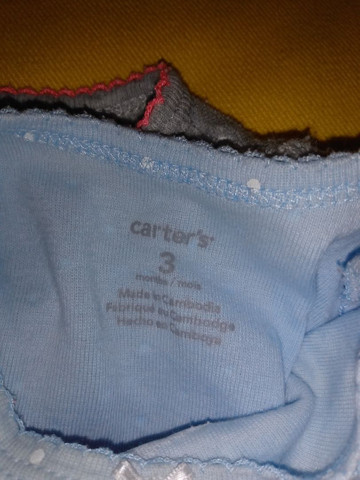 carter's
3
months / mois
Made in Cambodia
Fabriqué au Cambodge
Hecho en Camboya